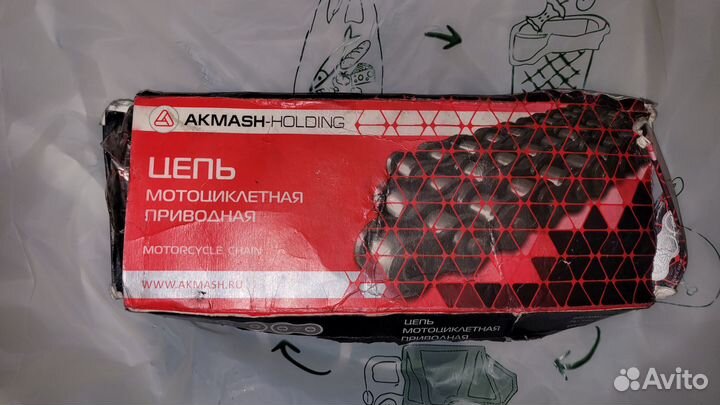 AKMASH-HOLDING
ЦЕПЬ
МОТОЦИКЛЕТНАЯ
ПРИВОДНАЯ
MOTORCYCLE CHAIN
WWW.AKMASH.RU
ЦЕПЬ
МОТОЦИКЛЕТНАЯ
ПРИВОДНАЯ
Avito